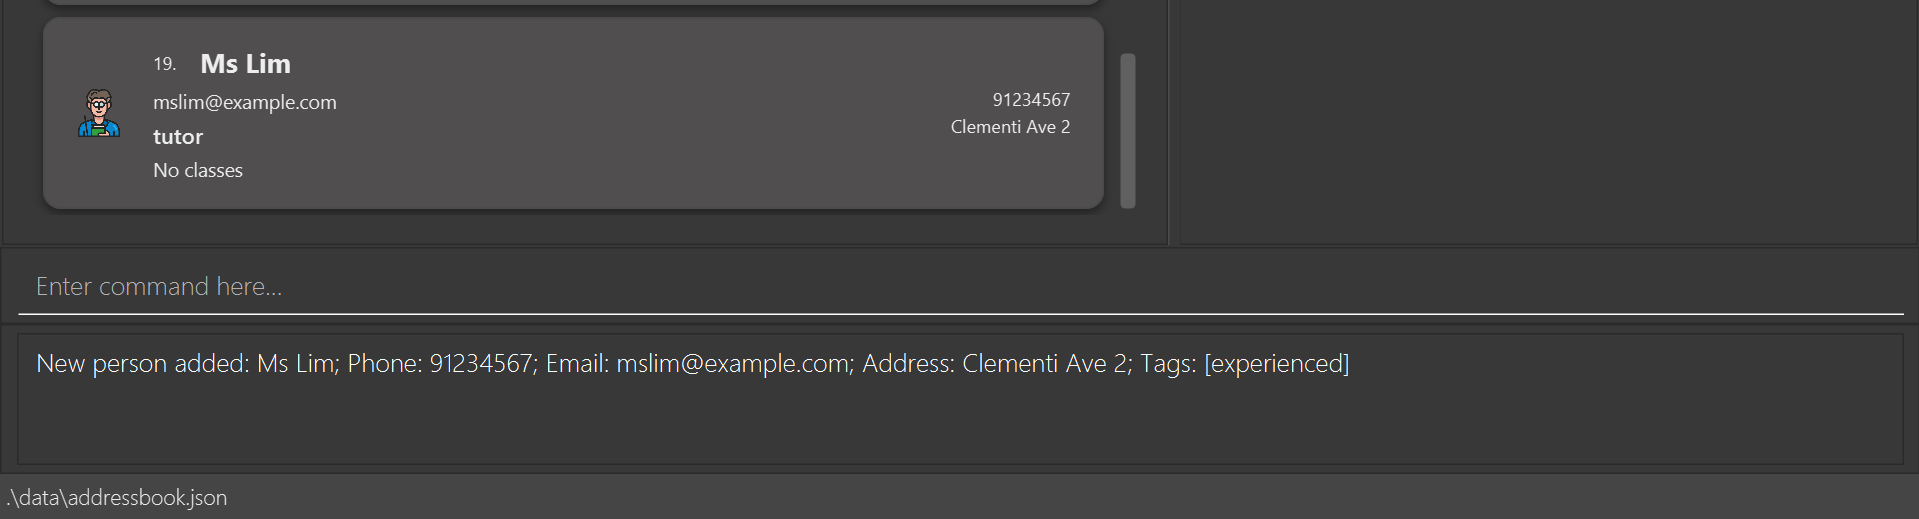 19. Ms Lim
mslim@example.com
tutor
No classes
91234567
Clementi Ave 2
Enter command here...
New person added: Ms Lim; Phone: 91234567; Email: mslim@example.com; Address: Clementi Ave 2; Tags: [experienced]
.\data\addressbook.json